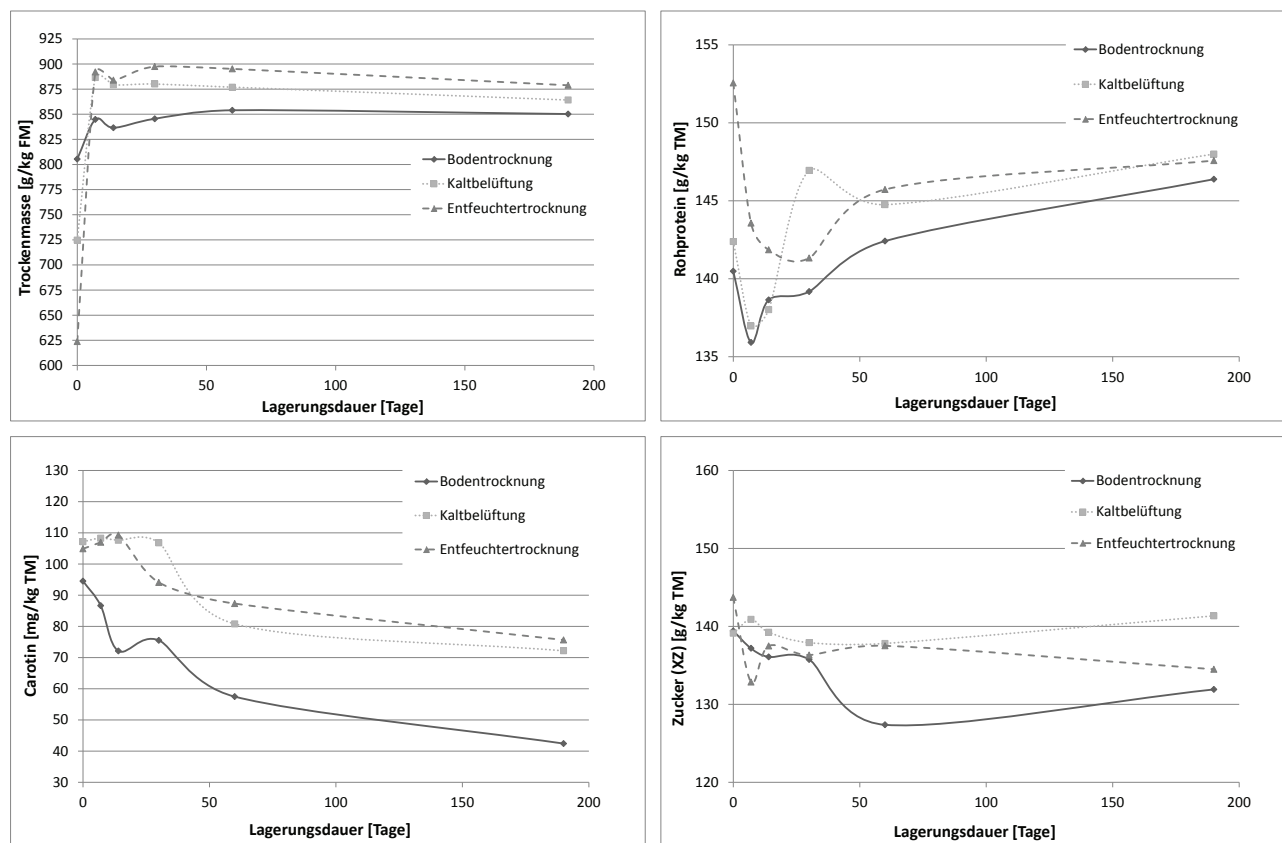 Trockenmasse [g/kg FM]
925
900
875
850
825
800
775
750
725
700
675
650
625
600
0
50
100
150
200
Lagerungsdauer [Tage]
Bodentrocknung
Kaltbelüftung
Entfeuchtertrocknung
Rohprotein [g/kg TM]
155
150
145
140
135
0
50
100
150
200
Lagerungsdauer [Tage]
Bodentrocknung
Kaltbelüftung
Entfeuchtertrocknung
Carotin [mg/kg TM]
130
120
110
100
90
80
70
60
50
40
30
0
50
100
150
200
Lagerungsdauer [Tage]
Bodentrocknung
Kaltbelüftung
Entfeuchtertrocknung
Zucker (XZ) [g/kg TM]
160
150
140
130
120
0
50
100
150
200
Lagerungsdauer [Tage]
Bodentrocknung
Kaltbelüftung
Entfeuchtertrocknung